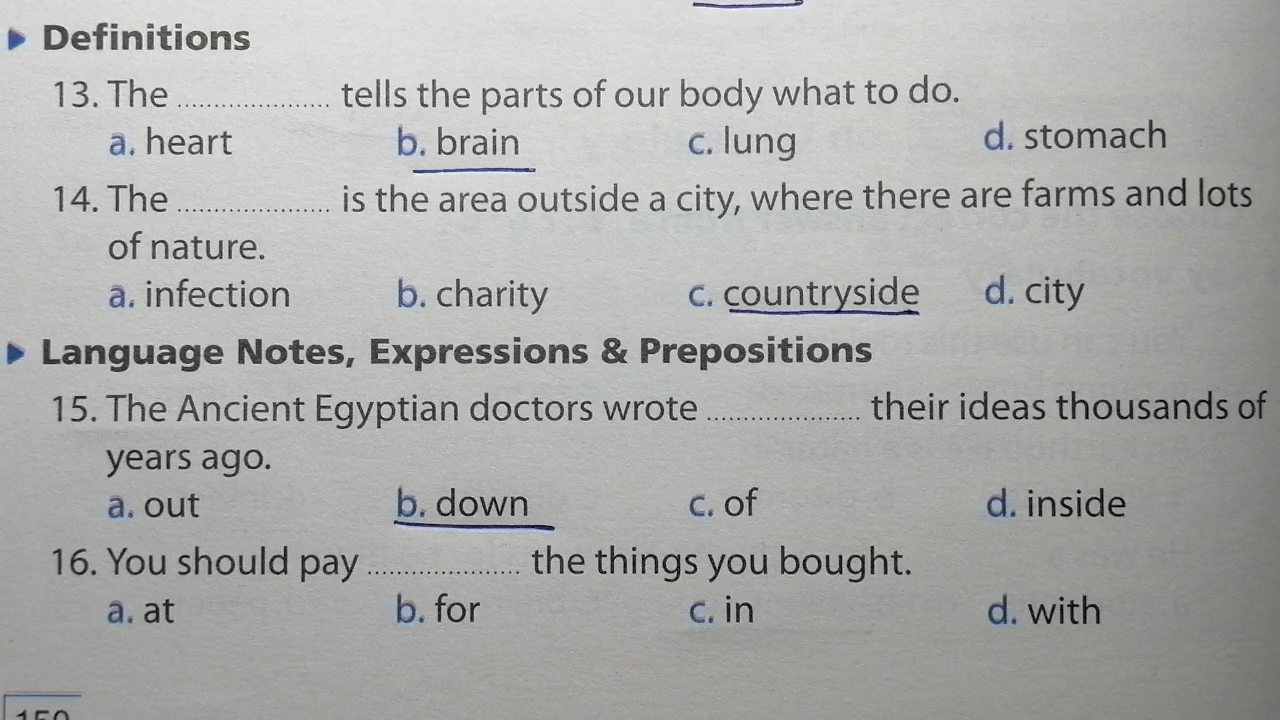 ▶ Definitions
13. The .................... tells the parts of our body what to do.
a. heart b. brain c. lung d. stomach
14. The .................... is the area outside a city, where there are farms and lots
of nature.
a. infection b. charity c. countryside d. city
▶ Language Notes, Expressions & Prepositions
15. The Ancient Egyptian doctors wrote .................... their ideas thousands of
years ago.
a. out b. down c. of d. inside
16. You should pay .................... the things you bought.
a. at b. for c. in d. with